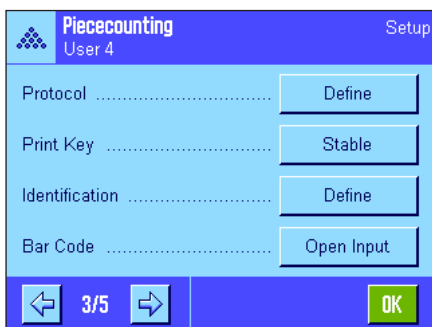 Piececounting Setup
User 4
Protocol ................................. Define
Print Key ............................... Stable
Identification ........................... Define
Bar Code ............................... Open Input
3/5 OK